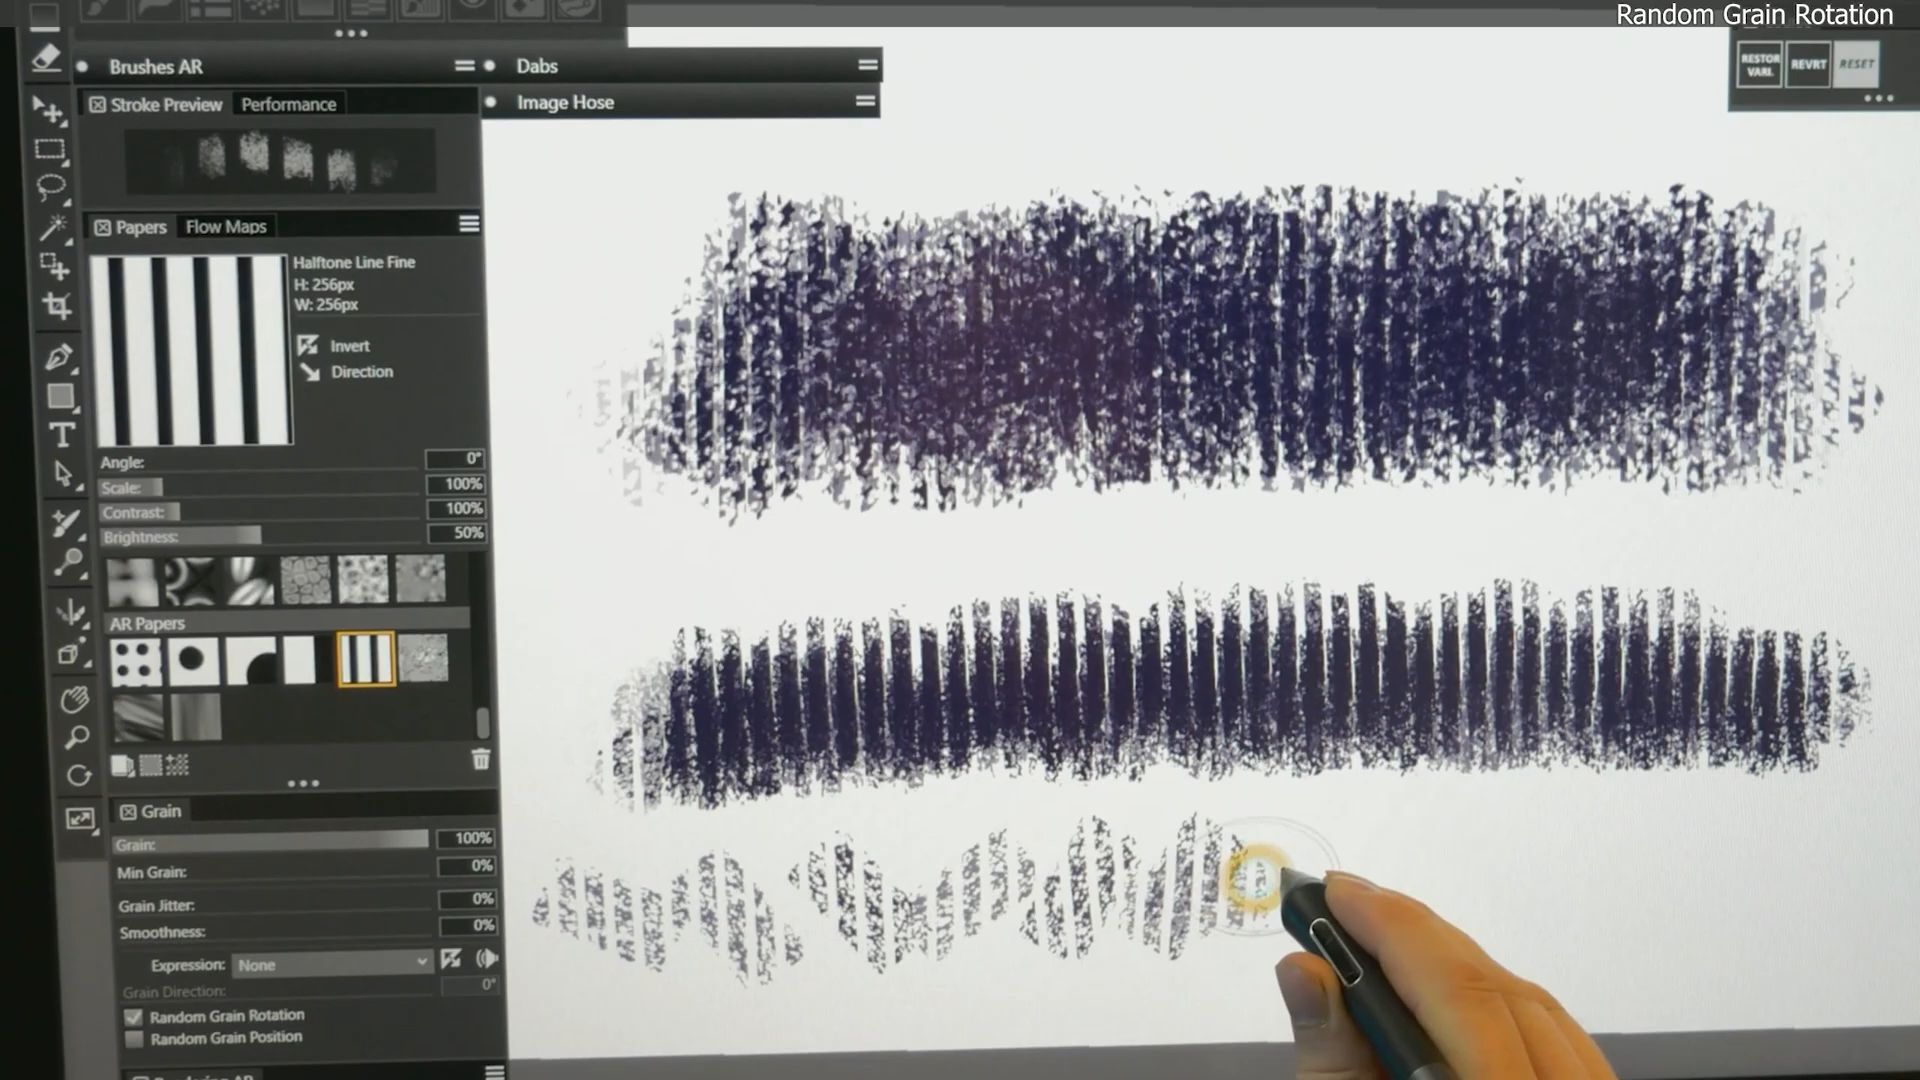 Random Grain Rotation
RESTOR VARI.
REVRT
RESET
Brushes AR
Dabs
Image Hose
Stroke Preview
Performance
Papers
Flow Maps
Halftone Line Fine
H: 256px
W: 256px
Invert
Direction
Angle: 0°
Scale: 100%
Contrast: 100%
Brightness: 50%
AR Papers
Grain
Grain: 100%
Min Grain: 0%
Grain Jitter: 0%
Smoothness: 0%
Expression: None
Grain Direction: 0°
Random Grain Rotation
Random Grain Position